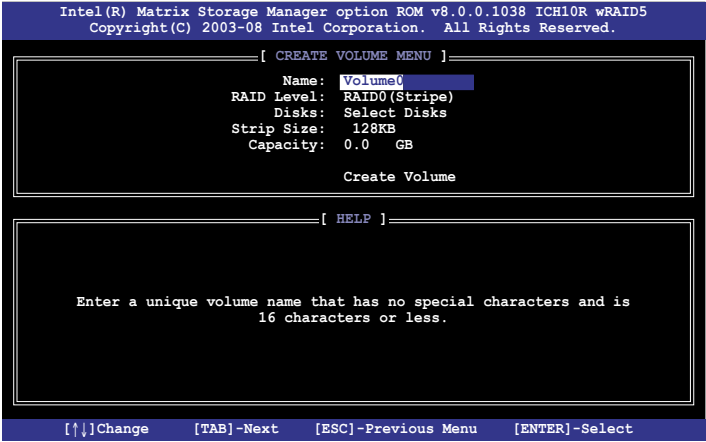 Intel(R) Matrix Storage Manager option ROM v8.0.0.1038 ICH10R wRAID5
Copyright(C) 2003-08 Intel Corporation. All Rights Reserved.
[ CREATE VOLUME MENU ]
Name: Volume0
RAID Level: RAID0(Stripe)
Disks: Select Disks
Strip Size: 128KB
Capacity: 0.0 GB
Create Volume
[ HELP ]
Enter a unique volume name that has no special characters and is
16 characters or less.
[↑↓]Change [TAB]-Next [ESC]-Previous Menu [ENTER]-Select